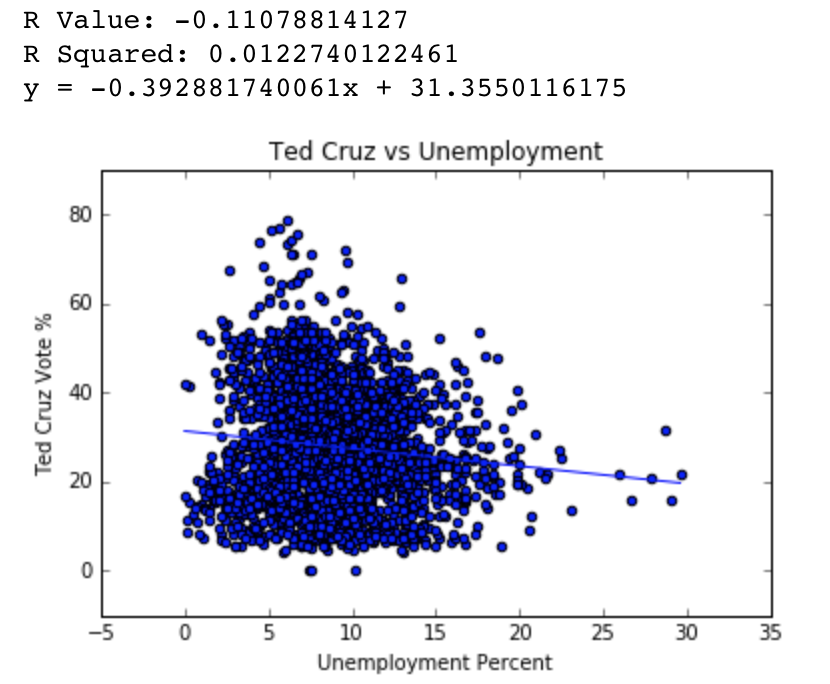 R Value: -0.11078814127
R Squared: 0.0122740122461
y = -0.392881740061x + 31.3550116175
Ted Cruz vs Unemployment
80
60
40
20
0
Ted Cruz Vote %
−5 0 5 10 15 20 25 30 35
Unemployment Percent